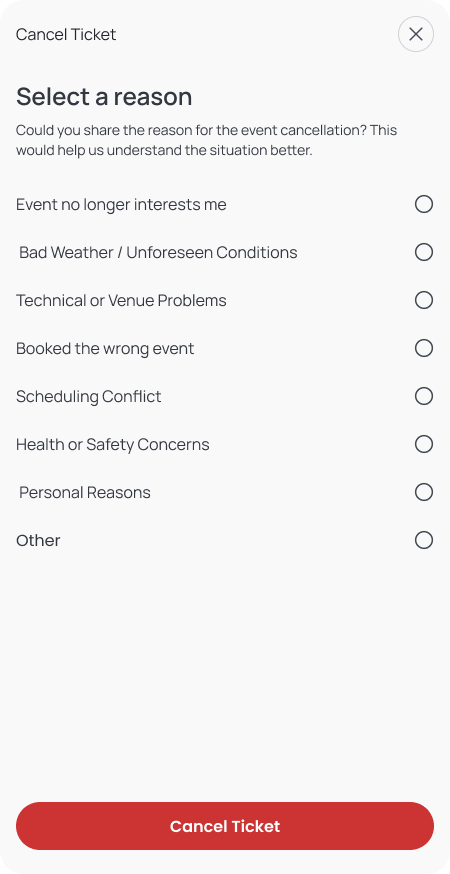 Cancel Ticket
Select a reason
Could you share the reason for the event cancellation? This
would help us understand the situation better.
Event no longer interests me
Bad Weather / Unforeseen Conditions
Technical or Venue Problems
Booked the wrong event
Scheduling Conflict
Health or Safety Concerns
Personal Reasons
Other
Cancel Ticket